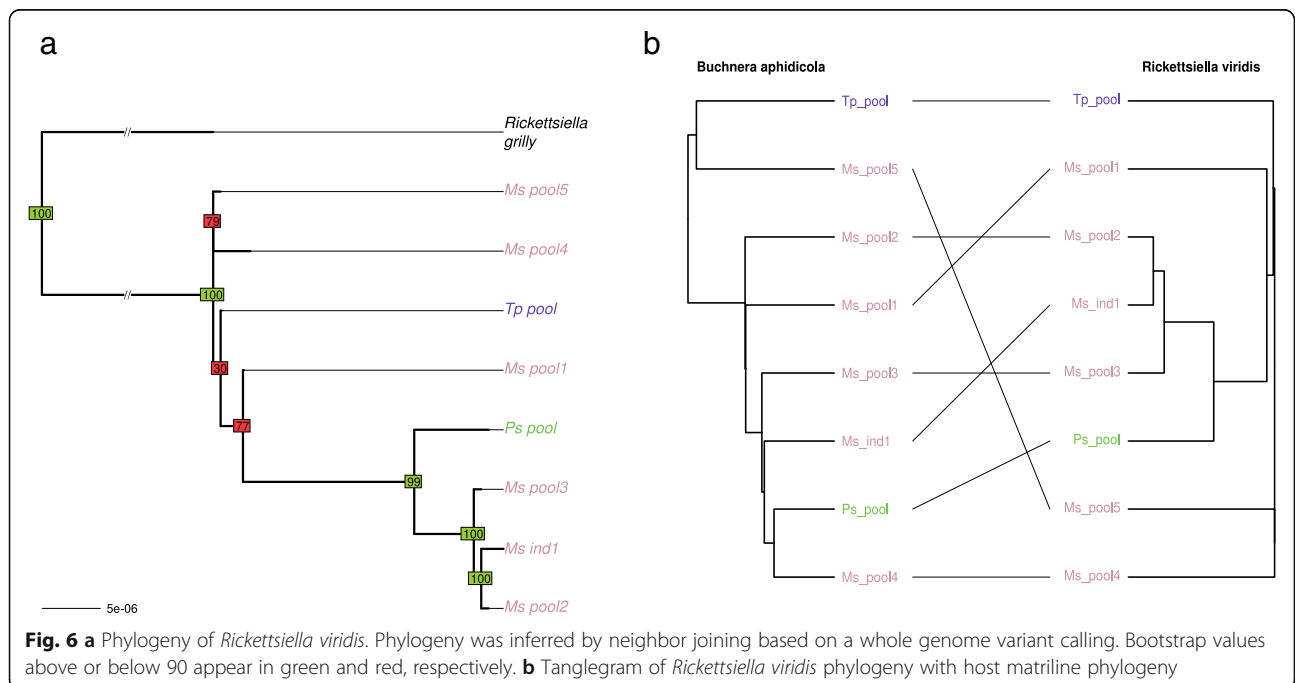 a
Rickettsiella
grilly
Ms pool5
100
79
Ms pool4
100
Tp pool
30
Ms pool1
77
Ps pool
99
Ms pool3
100
Ms ind1
100
Ms pool2
5e-06
b
Buchnera aphidicola
Rickettsiella viridis
Tp_pool
Tp_pool
Ms_pool5
Ms_pool1
Ms_pool2
Ms_pool2
Ms_pool1
Ms_ind1
Ms_pool3
Ms_pool3
Ms_ind1
Ps_pool
Ps_pool
Ms_pool5
Ms_pool4
Ms_pool4
Fig. 6 a Phylogeny of Rickettsiella viridis. Phylogeny was inferred by neighbor joining based on a whole genome variant calling. Bootstrap values
above or below 90 appear in green and red, respectively. b Tanglegram of Rickettsiella viridis phylogeny with host matriline phylogeny